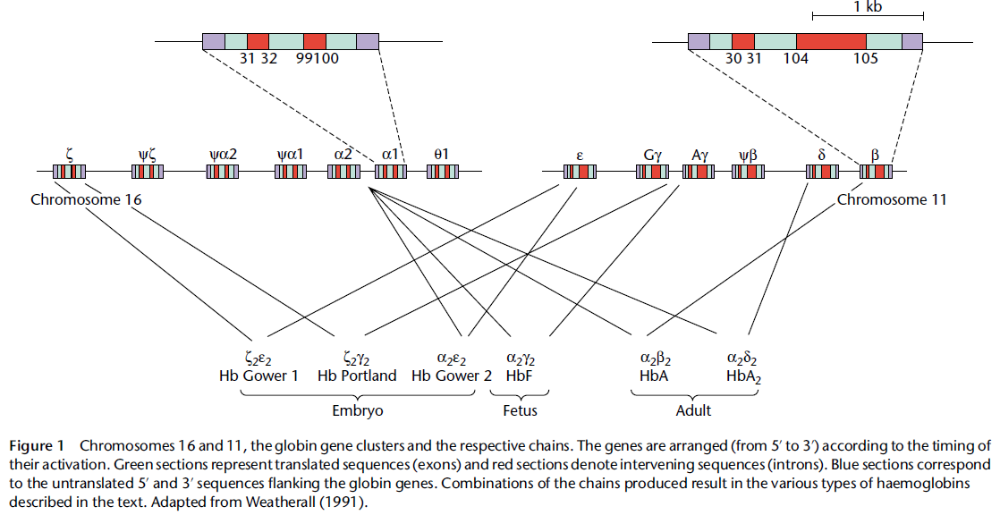 1 kb
31 32 99100
30 31 104 105
ζ ψζ ψα2 ψα1 α2 α1 θ1 ε Gγ Aγ ψβ δ β
Chromosome 16 Chromosome 11
ζ2ε2 ζ2γ2 α2ε2 α2γ2 α2β2 α2δ2
Hb Gower 1 Hb Portland Hb Gower 2 HbF HbA HbA2
Embryo Fetus Adult
Figure 1 Chromosomes 16 and 11, the globin gene clusters and the respective chains. The genes are arranged (from 5′ to 3′) according to the timing of
their activation. Green sections represent translated sequences (exons) and red sections denote intervening sequences (introns). Blue sections correspond
to the untranslated 5′ and 3′ sequences flanking the globin genes. Combinations of the chains produced result in the various types of haemoglobins
described in the text. Adapted from Weatherall (1991).